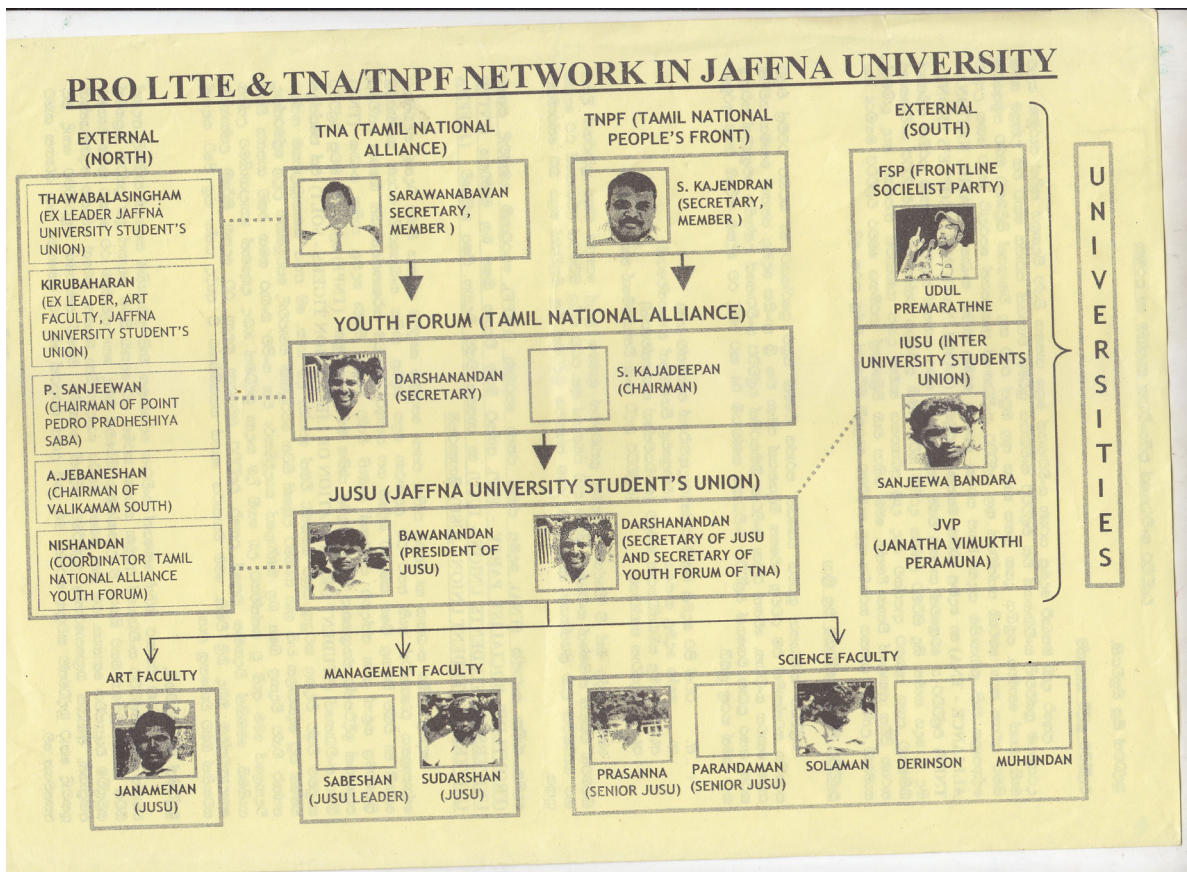 PRO LTTE & TNA/TNPF NETWORK IN JAFFNA UNIVERSITY
EXTERNAL
(NORTH)
THAWABALASINGHAM
(EX LEADER JAFFNA
UNIVERSITY STUDENT'S
UNION)
KIRUBAHARAN
(EX LEADER, ART
FACULTY, JAFFNA
UNIVERSITY STUDENT'S
UNION)
P. SANJEEWAN
(CHAIRMAN OF POINT
PEDRO PRADHESHIYA
SABA)
A.JEBANESHAN
(CHAIRMAN OF
VALIKAMAM SOUTH)
NISHANDAN
(COORDINATOR TAMIL
NATIONAL ALLIANCE
YOUTH FORUM)
TNA (TAMIL NATIONAL
ALLIANCE)
SARAWANABAVAN
SECRETARY,
MEMBER )
TNPF (TAMIL NATIONAL
PEOPLE'S FRONT)
S. KAJENDRAN
(SECRETARY,
MEMBER )
YOUTH FORUM (TAMIL NATIONAL ALLIANCE)
DARSHANANDAN
(SECRETARY)
S. KAJADEEPAN
(CHAIRMAN)
JUSU (JAFFNA UNIVERSITY STUDENT'S UNION)
BAWANANDAN
(PRESIDENT OF
JUSU)
DARSHANANDAN
(SECRETARY OF JUSU
AND SECRETARY OF
YOUTH FORUM OF TNA)
EXTERNAL
(SOUTH)
FSP (FRONTLINE
SOCIELIST PARTY)
UDUL
PREMARATHNE
IUSU (INTER
UNIVERSITY STUDENTS
UNION)
SANJEEWA BANDARA
JVP
(JANATHA VIMUKTHI
PERAMUNA)
UNIVERSITIES
ART FACULTY
JANAMENAN
(JUSU)
MANAGEMENT FACULTY
SABESHAN
(JUSU LEADER)
SUDARSHAN
(JUSU)
SCIENCE FACULTY
PRASANNA
(SENIOR JUSU)
PARANDAMAN
(SENIOR JUSU)
SOLAMAN
DERINSON
MUHUNDAN